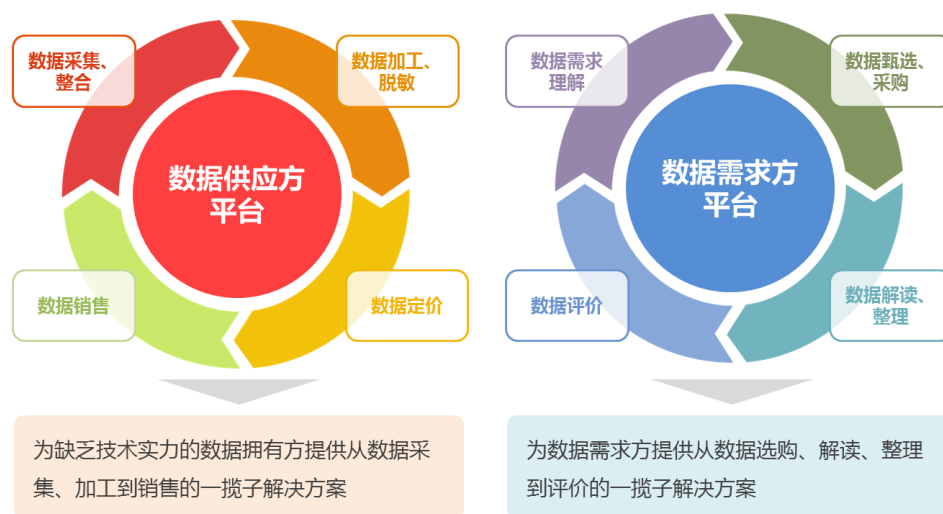 数据采集、
整合
数据加工、
脱敏
数据供应方
平台
数据销售
数据定价
为缺乏技术实力的数据拥有方提供从数据采
集、加工到销售的一揽子解决方案
数据需求
理解
数据甄选、
采购
数据需求方
平台
数据评价
数据解读、
整理
为数据需求方提供从数据选购、解读、整理
到评价的一揽子解决方案